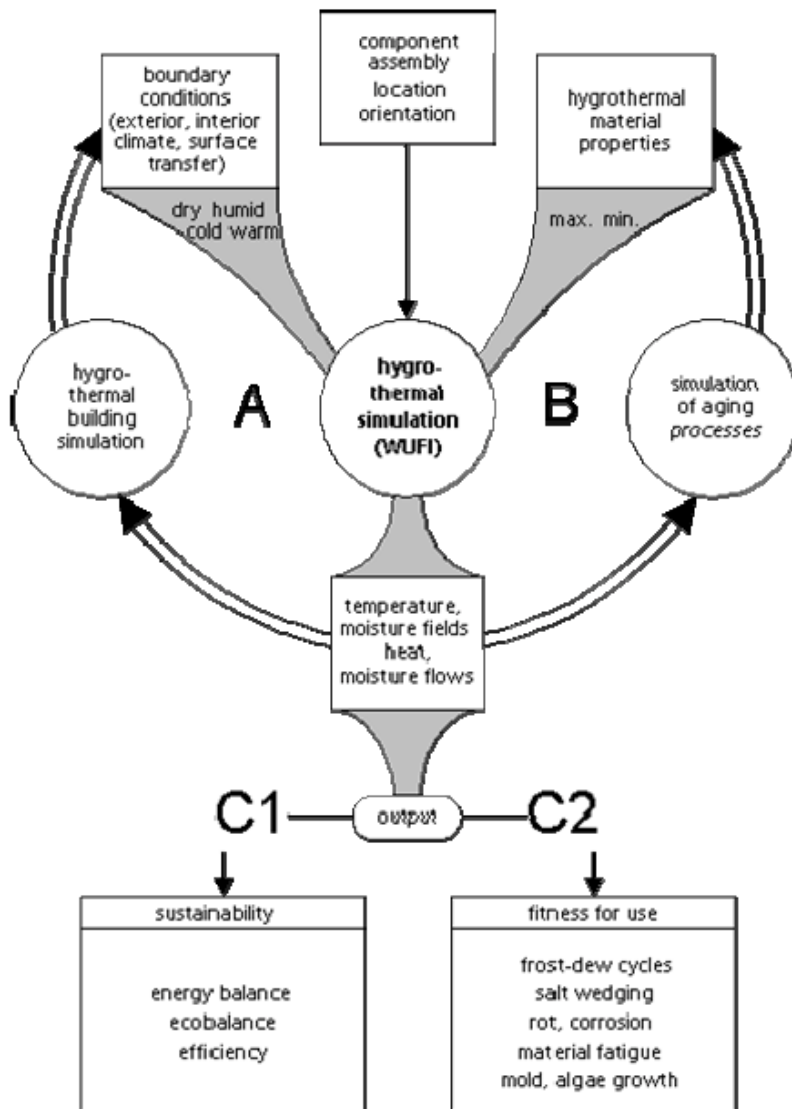 component
assembly
location
orientation
boundary
conditions
(exterior, interior
climate, surface
transfer)
hygrothermal
material
properties
dry humid
cold warm
max. min.
hygro-
thermal
building
simulation
A
hygro-
thermal
simulation
(WUFI)
B
simulation
of aging
processes
temperature,
moisture fields
heat,
moisture flows
C1
output
C2
sustainability
energy balance
ecobalance
efficiency
fitness for use
frost-dew cycles
salt wedging
rot, corrosion
material fatigue
mold, algae growth